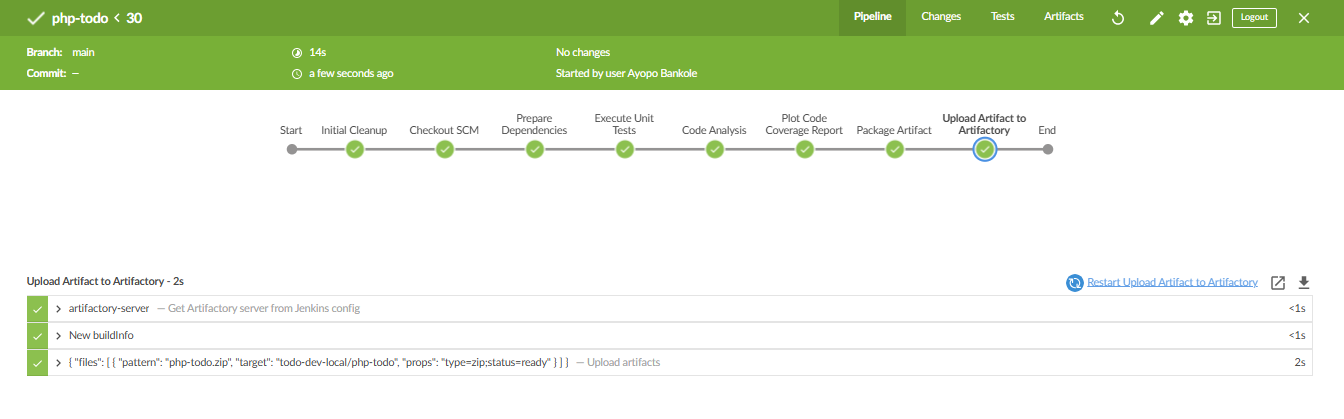 php-todo < 30
Pipeline Changes Tests Artifacts Logout
Branch: main 14s No changes
Commit: — a few seconds ago Started by user Ayopo Bankole
Start
Initial Cleanup
Checkout SCM
Prepare
Dependencies
Execute Unit
Tests
Code Analysis
Plot Code
Coverage Report
Package Artifact
Upload Artifact to
Artifactory
End
Upload Artifact to Artifactory - 2s Restart Upload Artifact to Artifactory
artifactory-server — Get Artifactory server from Jenkins config <1s
New buildInfo <1s
{ "files": [ { "pattern": "php-todo.zip", "target": "todo-dev-local/php-todo", "props": "type=zip;status=ready" } ] } — Upload artifacts 2s